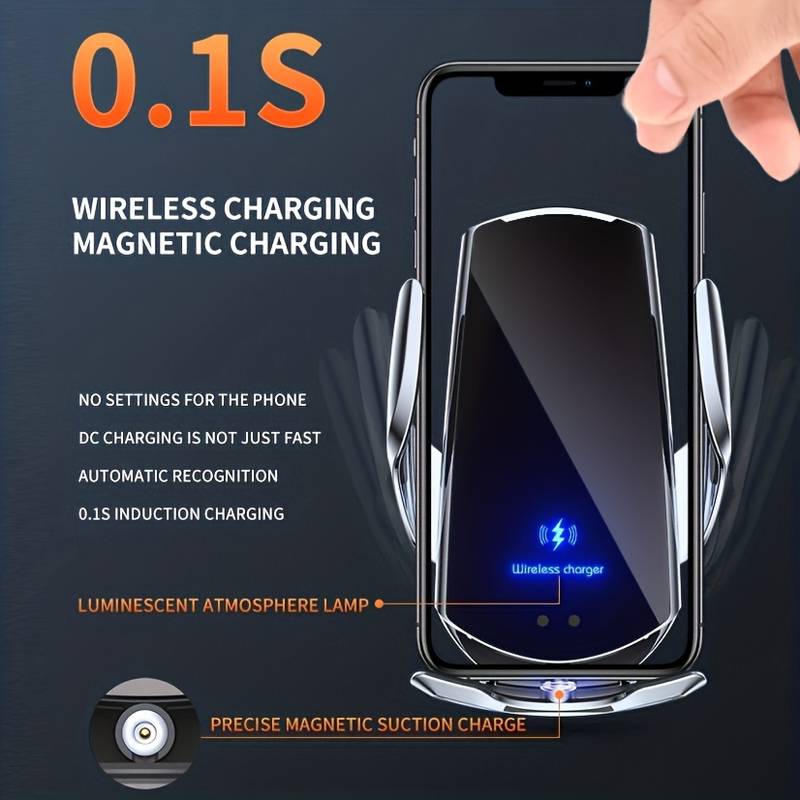 0.1S
WIRELESS CHARGING
MAGNETIC CHARGING
NO SETTINGS FOR THE PHONE
DC CHARGING IS NOT JUST FAST
AUTOMATIC RECOGNITION
0.1S INDUCTION CHARGING
Wireless charger
LUMINESCENT ATMOSPHERE LAMP
PRECISE MAGNETIC SUCTION CHARGE